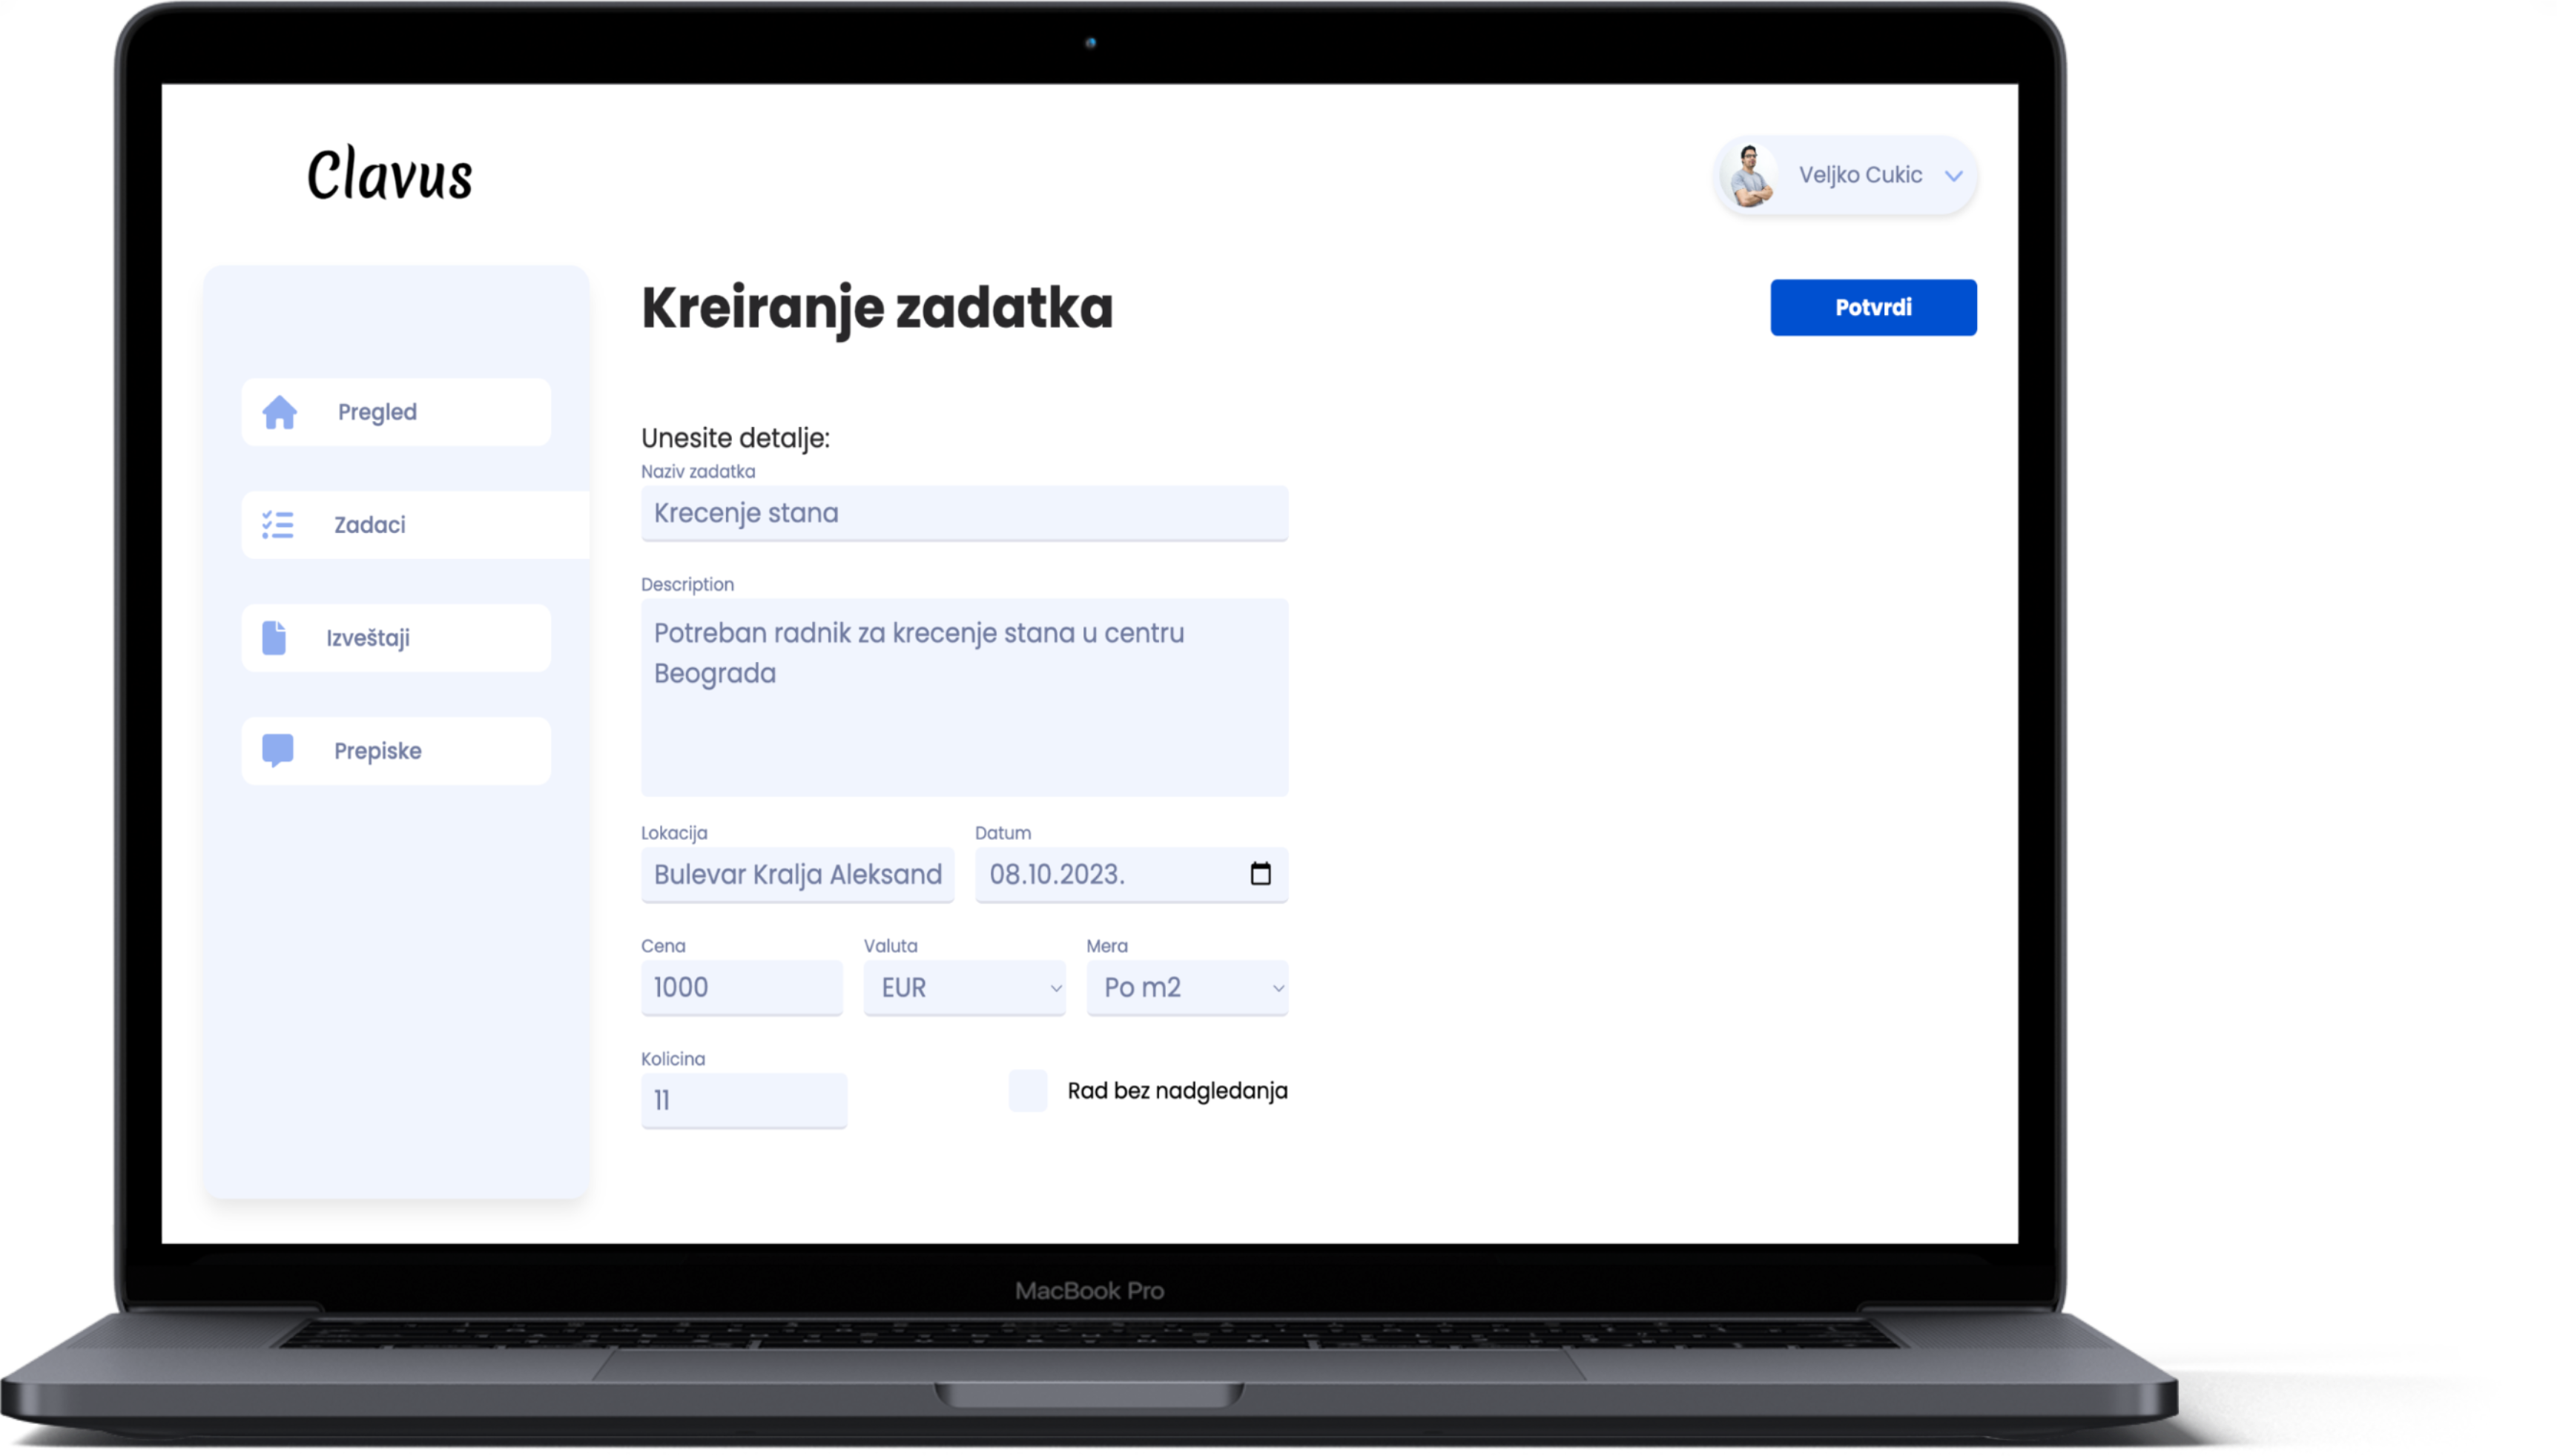 Clavus
Veljko Cukic
Kreiranje zadatka
Potvrdi
Pregled
Zadaci
Izveštaji
Prepiske
Unesite detalje:
Naziv zadatka
Krecenje stana
Description
Potreban radnik za krecenje stana u centru
Beograda
Lokacija
Datum
Bulevar Kralja Aleksand
08.10.2023.
Cena
Valuta
Mera
1000
EUR
Po m2
Kolicina
11
Rad bez nadgledanja
MacBook Pro